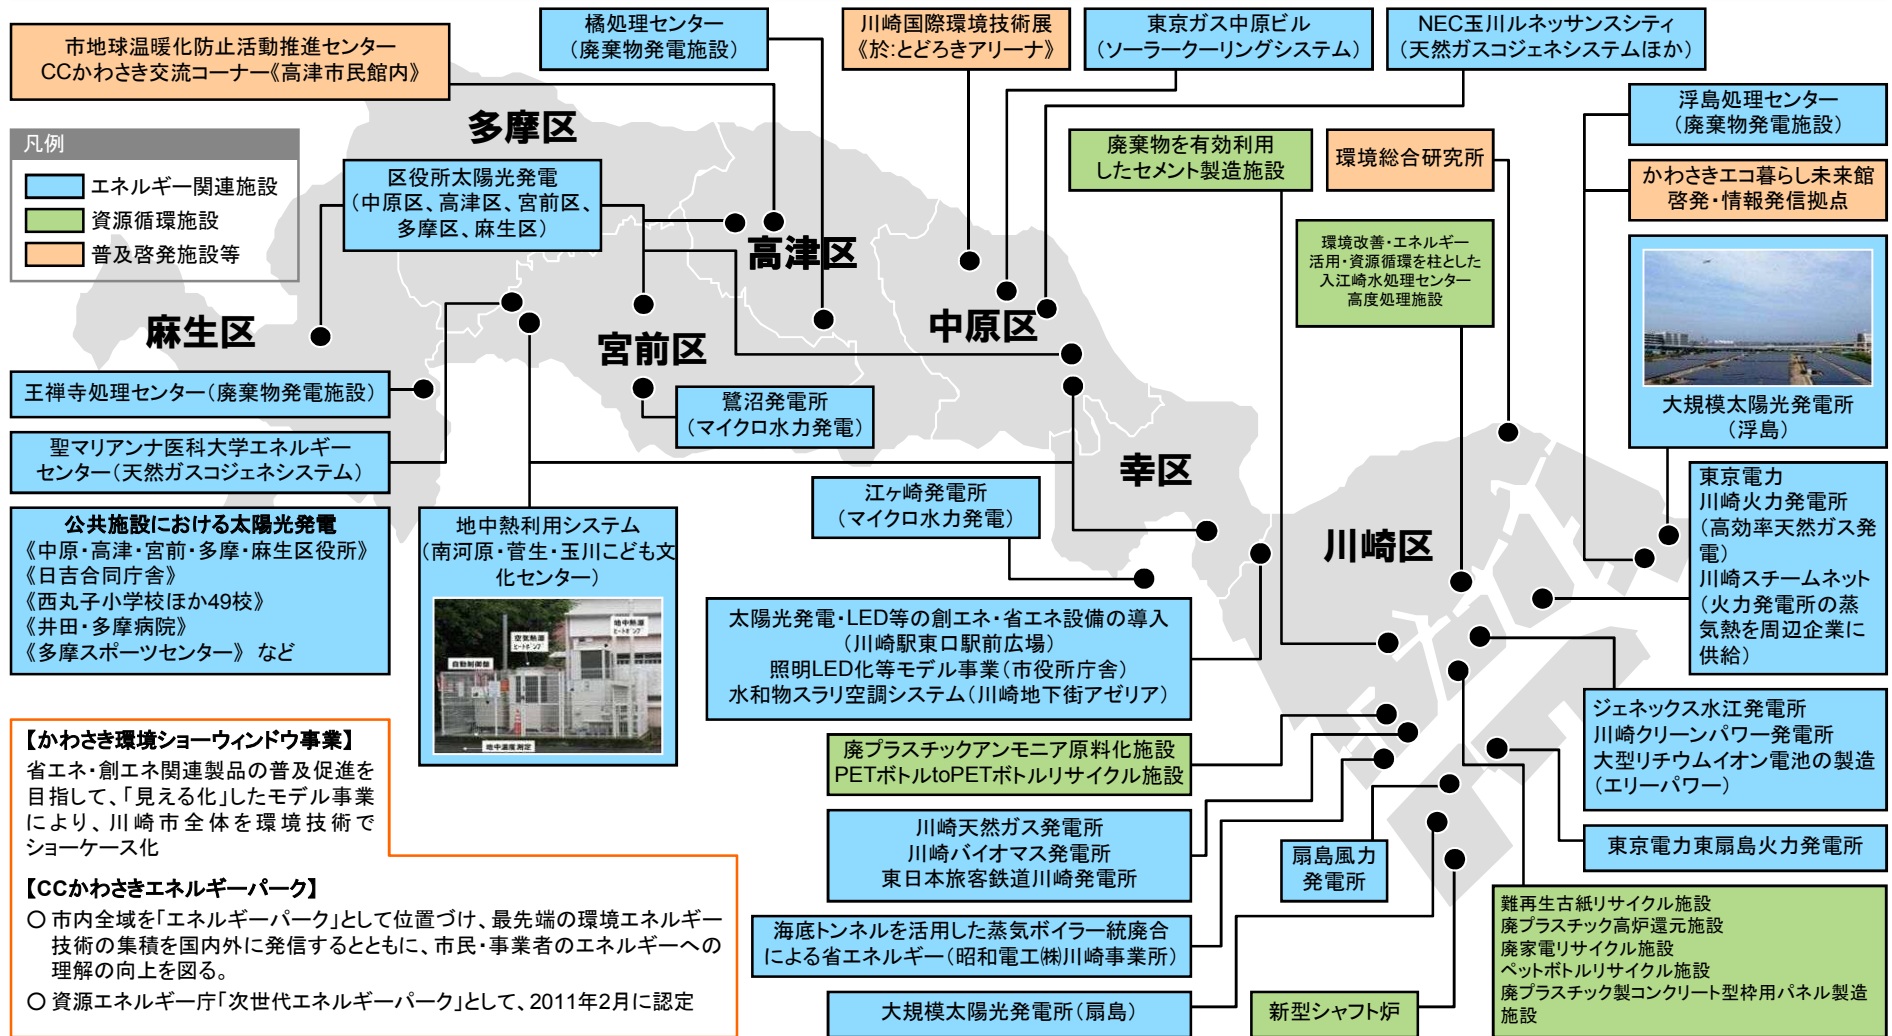 市地球温暖化防止活動推進センター
CCかわさき交流コーナー《高津市民館内》
橘処理センター
(廃棄物発電施設)
川崎国際環境技術展
《於:とどろきアリーナ》
東京ガス中原ビル
(ソーラークーリングシステム)
NEC玉川ルネッサンスシティ
(天然ガスコジェネシステムほか)
浮島処理センター
(廃棄物発電施設)
かわさきエコ暮らし未来館
啓発・情報発信拠点
凡例
エネルギー関連施設
資源循環施設
普及啓発施設等
多摩区
区役所太陽光発電
(中原区、高津区、宮前区、
多摩区、麻生区)
高津区
廃棄物を有効利用
したセメント製造施設
環境総合研究所
環境改善・エネルギー
活用・資源循環を柱とした
入江崎水処理センター
高度処理施設
大規模太陽光発電所
(浮島)
麻生区
宮前区
中原区
幸区
川崎区
王禅寺処理センター(廃棄物発電施設)
鷺沼発電所
(マイクロ水力発電)
聖マリアンナ医科大学エネルギー
センター(天然ガスコジェネシステム)
公共施設における太陽光発電
《中原・高津・宮前・多摩・麻生区役所》
《日吉合同庁舎》
《西丸子小学校ほか49校》
《井田・多摩病院》
《多摩スポーツセンター》 など
地中熱利用システム
(南河原・菅生・玉川こども文
化センター)
自動制御盤
空気熱源
ヒートポンプ
地中熱源
ヒートポンプ
地中温度測定
江ヶ崎発電所
(マイクロ水力発電)
東京電力
川崎火力発電所
(高効率天然ガス発
電)
川崎スチームネット
(火力発電所の蒸
気熱を周辺企業に
供給)
太陽光発電・LED等の創エネ・省エネ設備の導入
(川崎駅東口駅前広場)
照明LED化等モデル事業(市役所庁舎)
水和物スラリ空調システム(川崎地下街アゼリア)
廃プラスチックアンモニア原料化施設
PETボトルtoPETボトルリサイクル施設
川崎天然ガス発電所
川崎バイオマス発電所
東日本旅客鉄道川崎発電所
海底トンネルを活用した蒸気ボイラー統廃合
による省エネルギー(昭和電工㈱川崎事業所)
大規模太陽光発電所(扇島)
扇島風力
発電所
新型シャフト炉
ジェネックス水江発電所
川崎クリーンパワー発電所
大型リチウムイオン電池の製造
(エリーパワー)
東京電力東扇島火力発電所
難再生古紙リサイクル施設
廃プラスチック高炉還元施設
廃家電リサイクル施設
ペットボトルリサイクル施設
廃プラスチック製コンクリート型枠用パネル製造
施設
【かわさき環境ショーウィンドウ事業】
省エネ・創エネ関連製品の普及促進を
目指して、「見える化」したモデル事業
により、川崎市全体を環境技術で
ショーケース化
【CCかわさきエネルギーパーク】
○ 市内全域を「エネルギーパーク」として位置づけ、最先端の環境エネルギー
技術の集積を国内外に発信するとともに、市民・事業者のエネルギーへの
理解の向上を図る。
○ 資源エネルギー庁「次世代エネルギーパーク」として、2011年2月に認定